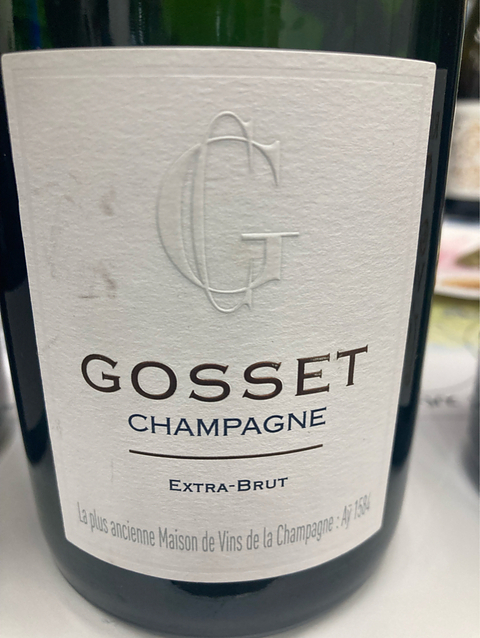 G
GOSSET
CHAMPAGNE
EXTRA-BRUT
La plus ancienne Maison de Vins de la Champagne : Aÿ 1584